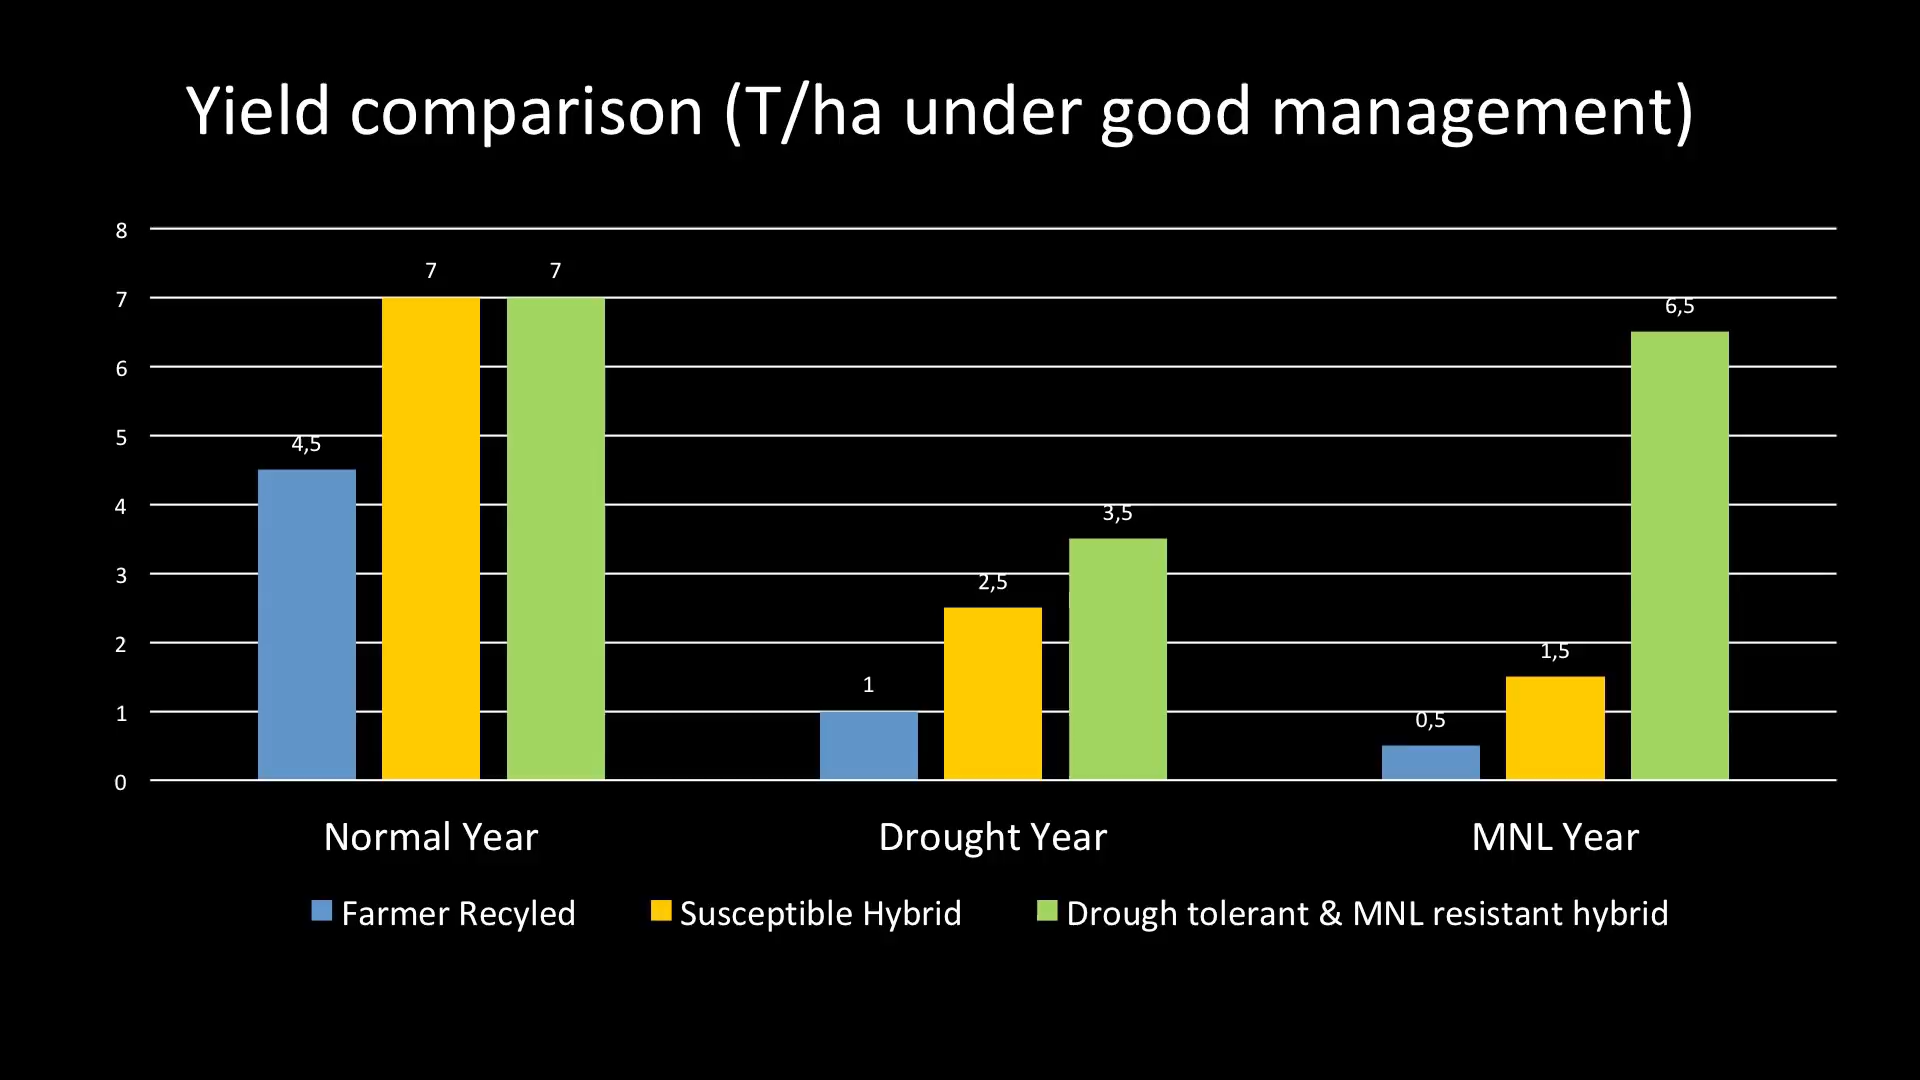 Yield comparison (T/ha under good management)
8
7
6
5
4
3
2
1
0
4,5
7
7
1
2,5
3,5
0,5
1,5
6,5
Normal Year
Drought Year
MNL Year
Farmer Recyled
Susceptible Hybrid
Drough tolerant & MNL resistant hybrid